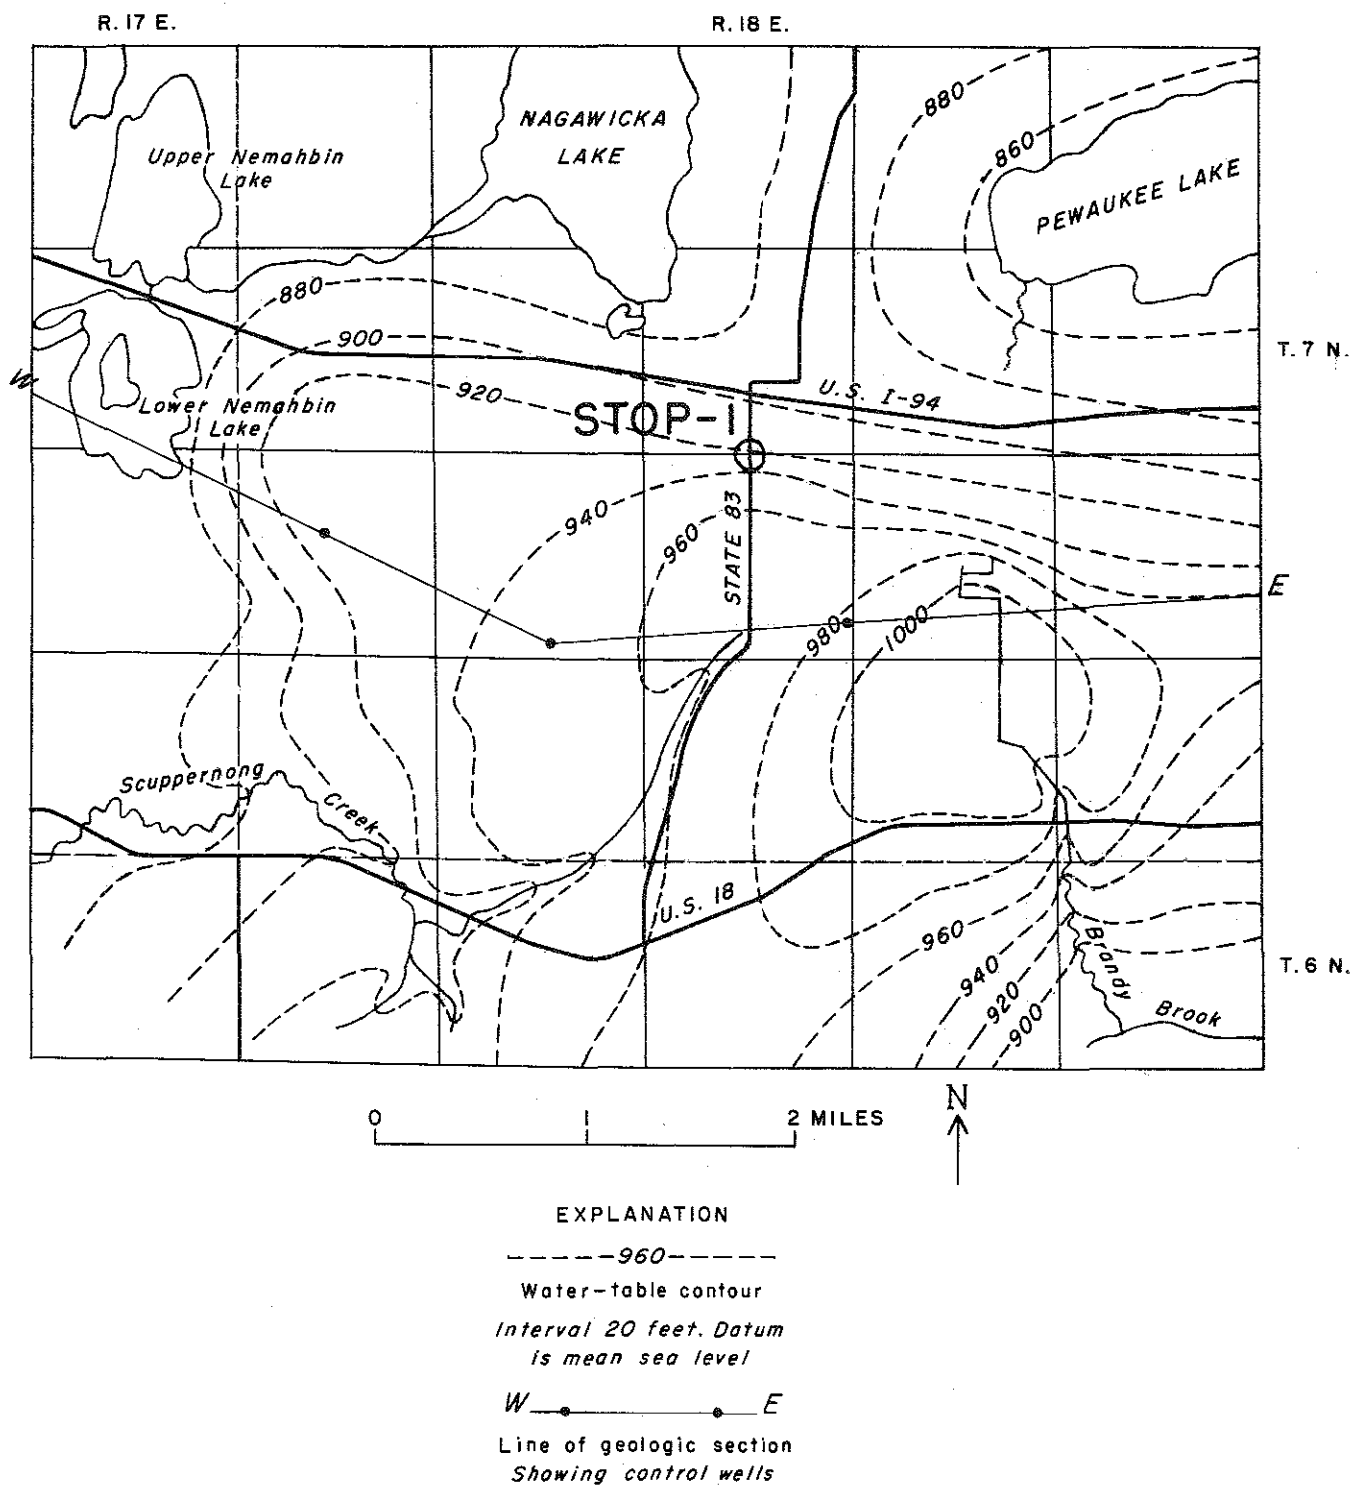 R. 17 E.
R. 18 E.
NAGAWICKA
LAKE
Upper Nemahbin
Lake
880
860
PEWAUKEE LAKE
880
900
T. 7 N.
W
920
U.S. I-94
Lower Nemahbin
Lake
STOP-1
940
960
STATE 83
E
980
1000
Scuppernong
Creek
U.S. 18
960
940
920
900
Brandy
Brook
T. 6 N.
N
0 1 2 MILES
EXPLANATION
960
Water-table contour
Interval 20 feet. Datum
is mean sea level
W E
Line of geologic section
Showing control wells